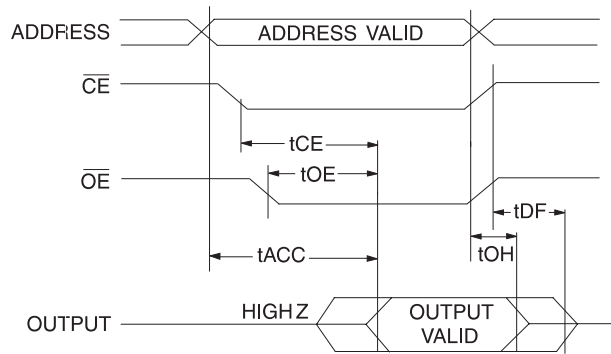 ADDRESS
ADDRESS VALID
CE
tCE
OE
tOE
tDF
tACC
tOH
OUTPUT
HIGH Z
OUTPUT
VALID